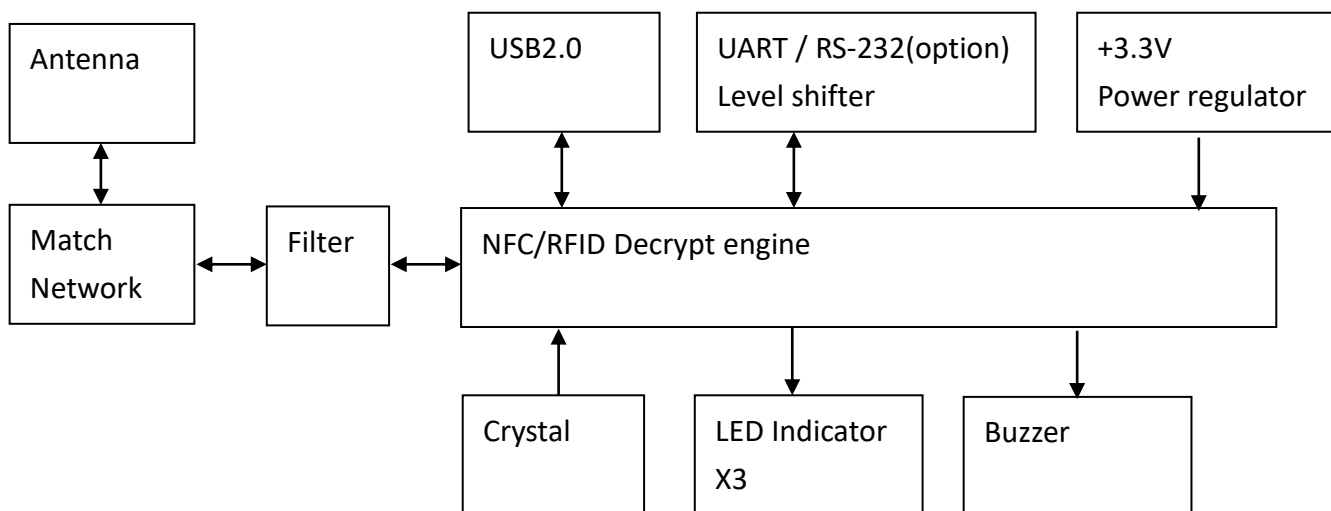 Antenna
USB2.0
UART / RS-232(option)
Level shifter
+3.3V
Power regulator
Match
Network
Filter
NFC/RFID Decrypt engine
Crystal
LED Indicator
X3
Buzzer